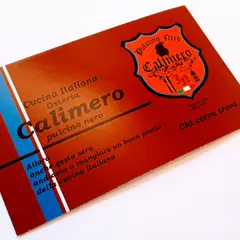 Cucina Italiana
Osteria
Calimero
pulcino nero
Allora
anche questa sera
andiamo a mangiare un buon piatto
della cucina Italiana
Pulcino Nero
Calimero
Chi cerca trova